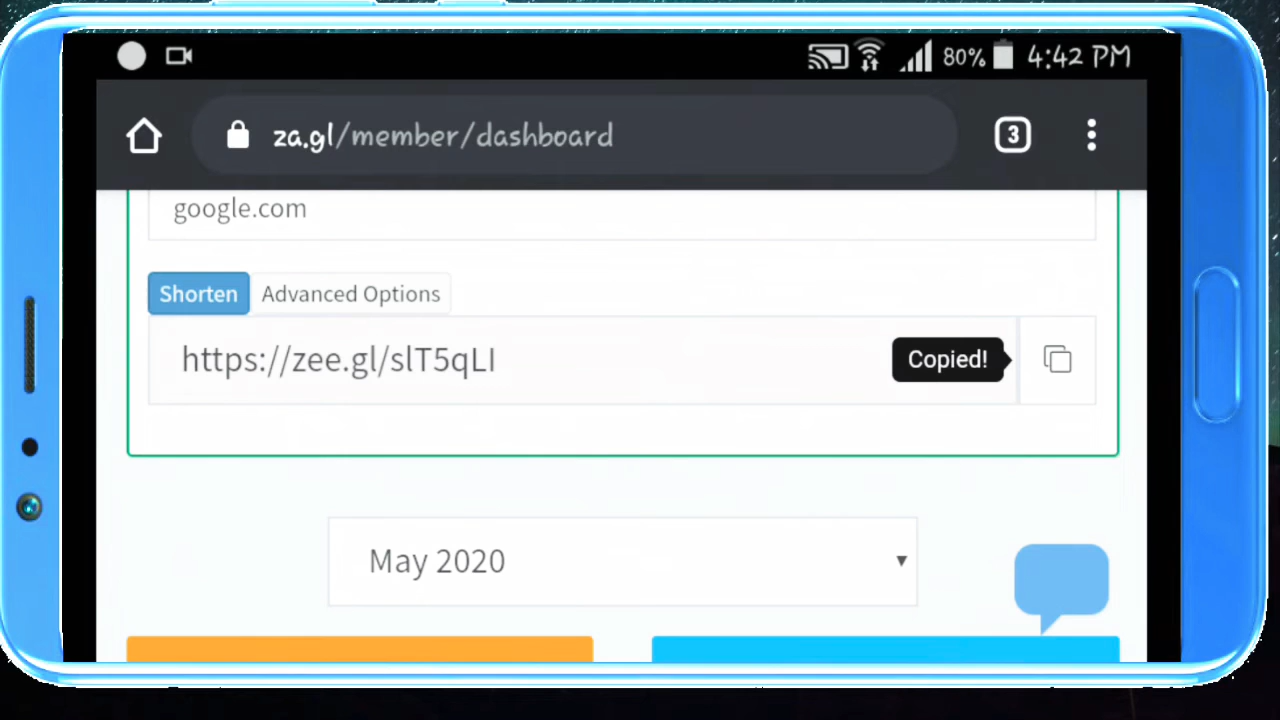 80% 4:42 PM
za.gl/member/dashboard
3
google.com
Shorten Advanced Options
https://zee.gl/slT5qLI
Copied!
May 2020